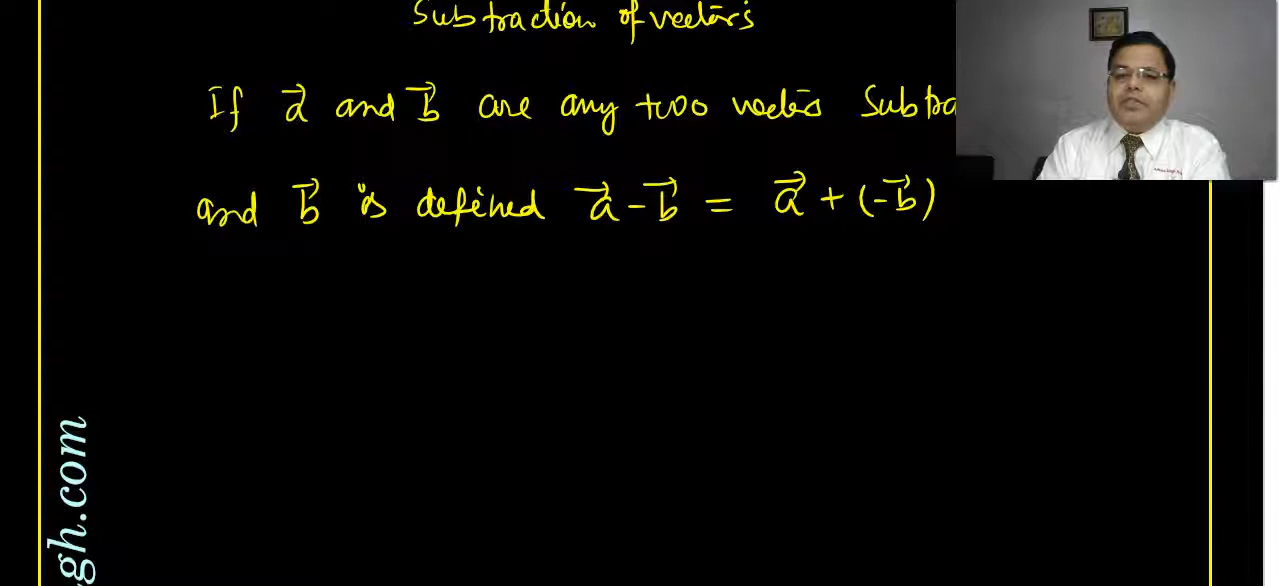 Subtraction of vectors
If a⃗ and b⃗ are any two vectors Subtra
and b⃗ is defined a⃗ - b⃗ = a⃗ + (-b⃗)
gh.com